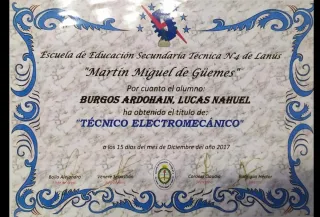 Escuela de Educación Secundaria Técnica N°4 de Lanús
"Martín Miguel de Güemes"
Por cuanto el alumno:
BURGOS ARDOHAIN, LUCAS NAHUEL
ha obtenido el título de:
"TÉCNICO ELECTROMECÁNICO"
a los 15 días del mes de Diciembre del año 2017